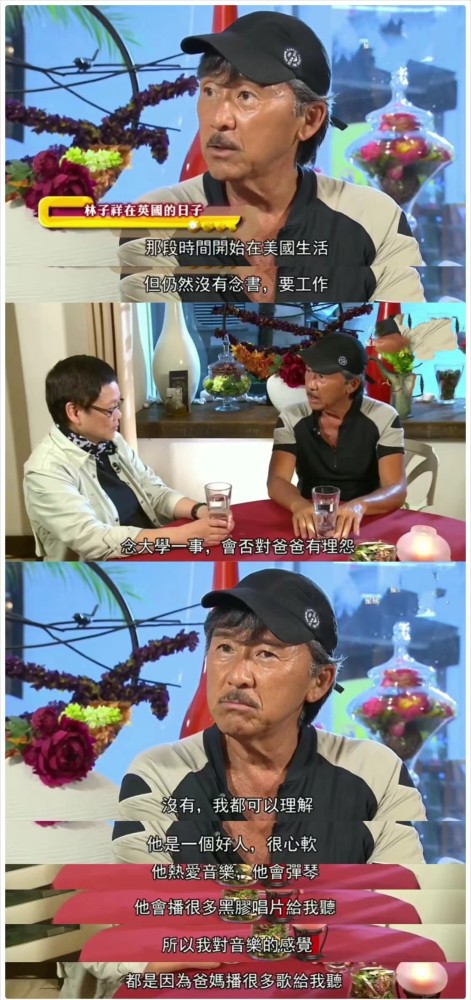 林子祥在英國的日子
那段時間開始在美國生活
但仍然沒有念書，要工作
念大學一事，會否對爸爸有埋怨
沒有，我都可以理解
他是一個好人，很心軟
他熱愛音樂，他會彈琴
他會播很多黑膠唱片給我聽
所以我對音樂的感覺
都是因為爸媽播很多歌給我聽